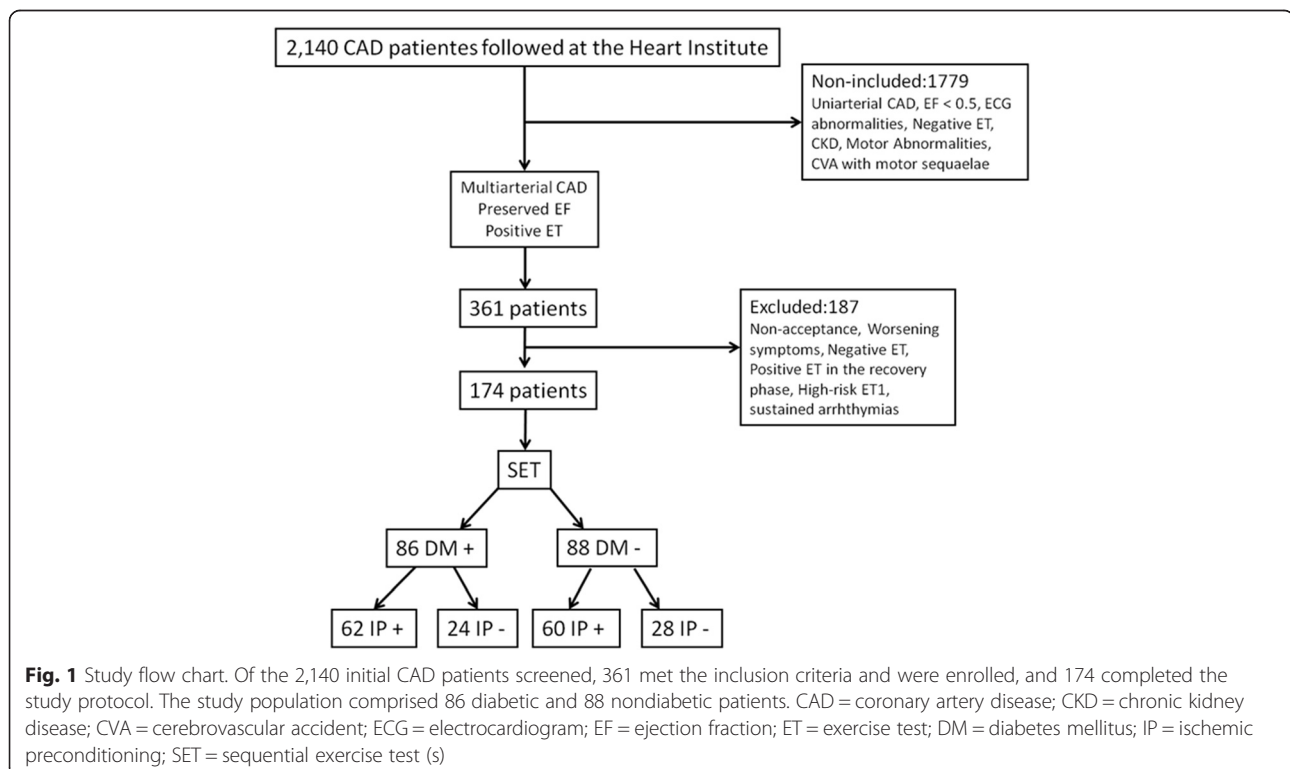 2,140 CAD patientes followed at the Heart Institute
Non-included:1779
Uniarterial CAD, EF < 0.5, ECG
abnormalities, Negative ET,
CKD, Motor Abnormalities,
CVA with motor sequaelae
Multiarterial CAD
Preserved EF
Positive ET
361 patients
Excluded:187
Non-acceptance, Worsening
symptoms, Negative ET,
Positive ET in the recovery
phase, High-risk ET1,
sustained arrhthymias
174 patients
SET
86 DM +
88 DM -
62 IP +
24 IP -
60 IP +
28 IP -
Fig. 1 Study flow chart. Of the 2,140 initial CAD patients screened, 361 met the inclusion criteria and were enrolled, and 174 completed the
study protocol. The study population comprised 86 diabetic and 88 nondiabetic patients. CAD = coronary artery disease; CKD = chronic kidney
disease; CVA = cerebrovascular accident; ECG = electrocardiogram; EF = ejection fraction; ET = exercise test; DM = diabetes mellitus; IP = ischemic
preconditioning; SET = sequential exercise test (s)